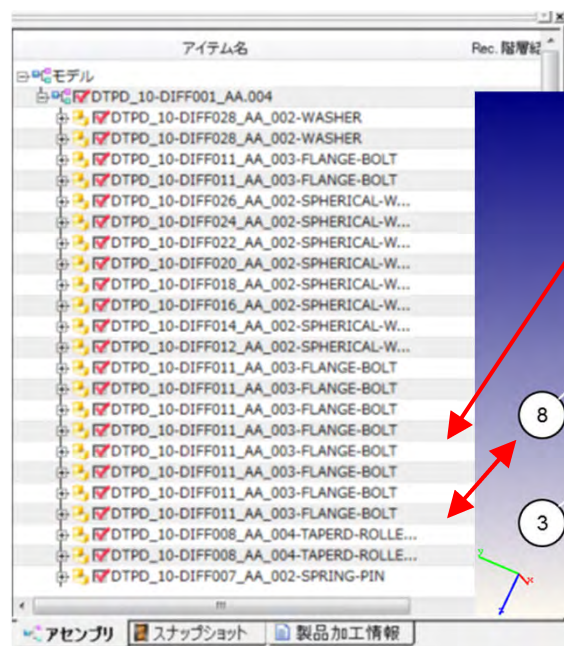 アイテム名 Rec. 階層結
モデル
DTPD_10-DIFF001_AA.004
DTPD_10-DIFF028_AA_002-WASHER
DTPD_10-DIFF028_AA_002-WASHER
DTPD_10-DIFF011_AA_003-FLANGE-BOLT
DTPD_10-DIFF011_AA_003-FLANGE-BOLT
DTPD_10-DIFF026_AA_002-SPHERICAL-W...
DTPD_10-DIFF024_AA_002-SPHERICAL-W...
DTPD_10-DIFF022_AA_002-SPHERICAL-W...
DTPD_10-DIFF020_AA_002-SPHERICAL-W...
DTPD_10-DIFF018_AA_002-SPHERICAL-W...
DTPD_10-DIFF016_AA_002-SPHERICAL-W...
DTPD_10-DIFF014_AA_002-SPHERICAL-W...
DTPD_10-DIFF012_AA_002-SPHERICAL-W...
DTPD_10-DIFF011_AA_003-FLANGE-BOLT
DTPD_10-DIFF011_AA_003-FLANGE-BOLT
DTPD_10-DIFF011_AA_003-FLANGE-BOLT
DTPD_10-DIFF011_AA_003-FLANGE-BOLT
DTPD_10-DIFF011_AA_003-FLANGE-BOLT
DTPD_10-DIFF011_AA_003-FLANGE-BOLT
DTPD_10-DIFF011_AA_003-FLANGE-BOLT
DTPD_10-DIFF011_AA_003-FLANGE-BOLT
DTPD_10-DIFF008_AA_004-TAPERD-ROLLE...
DTPD_10-DIFF008_AA_004-TAPERD-ROLLE...
DTPD_10-DIFF007_AA_002-SPRING-PIN
8
3
y
x
z
アセンブリ スナップショット 製品加工情報